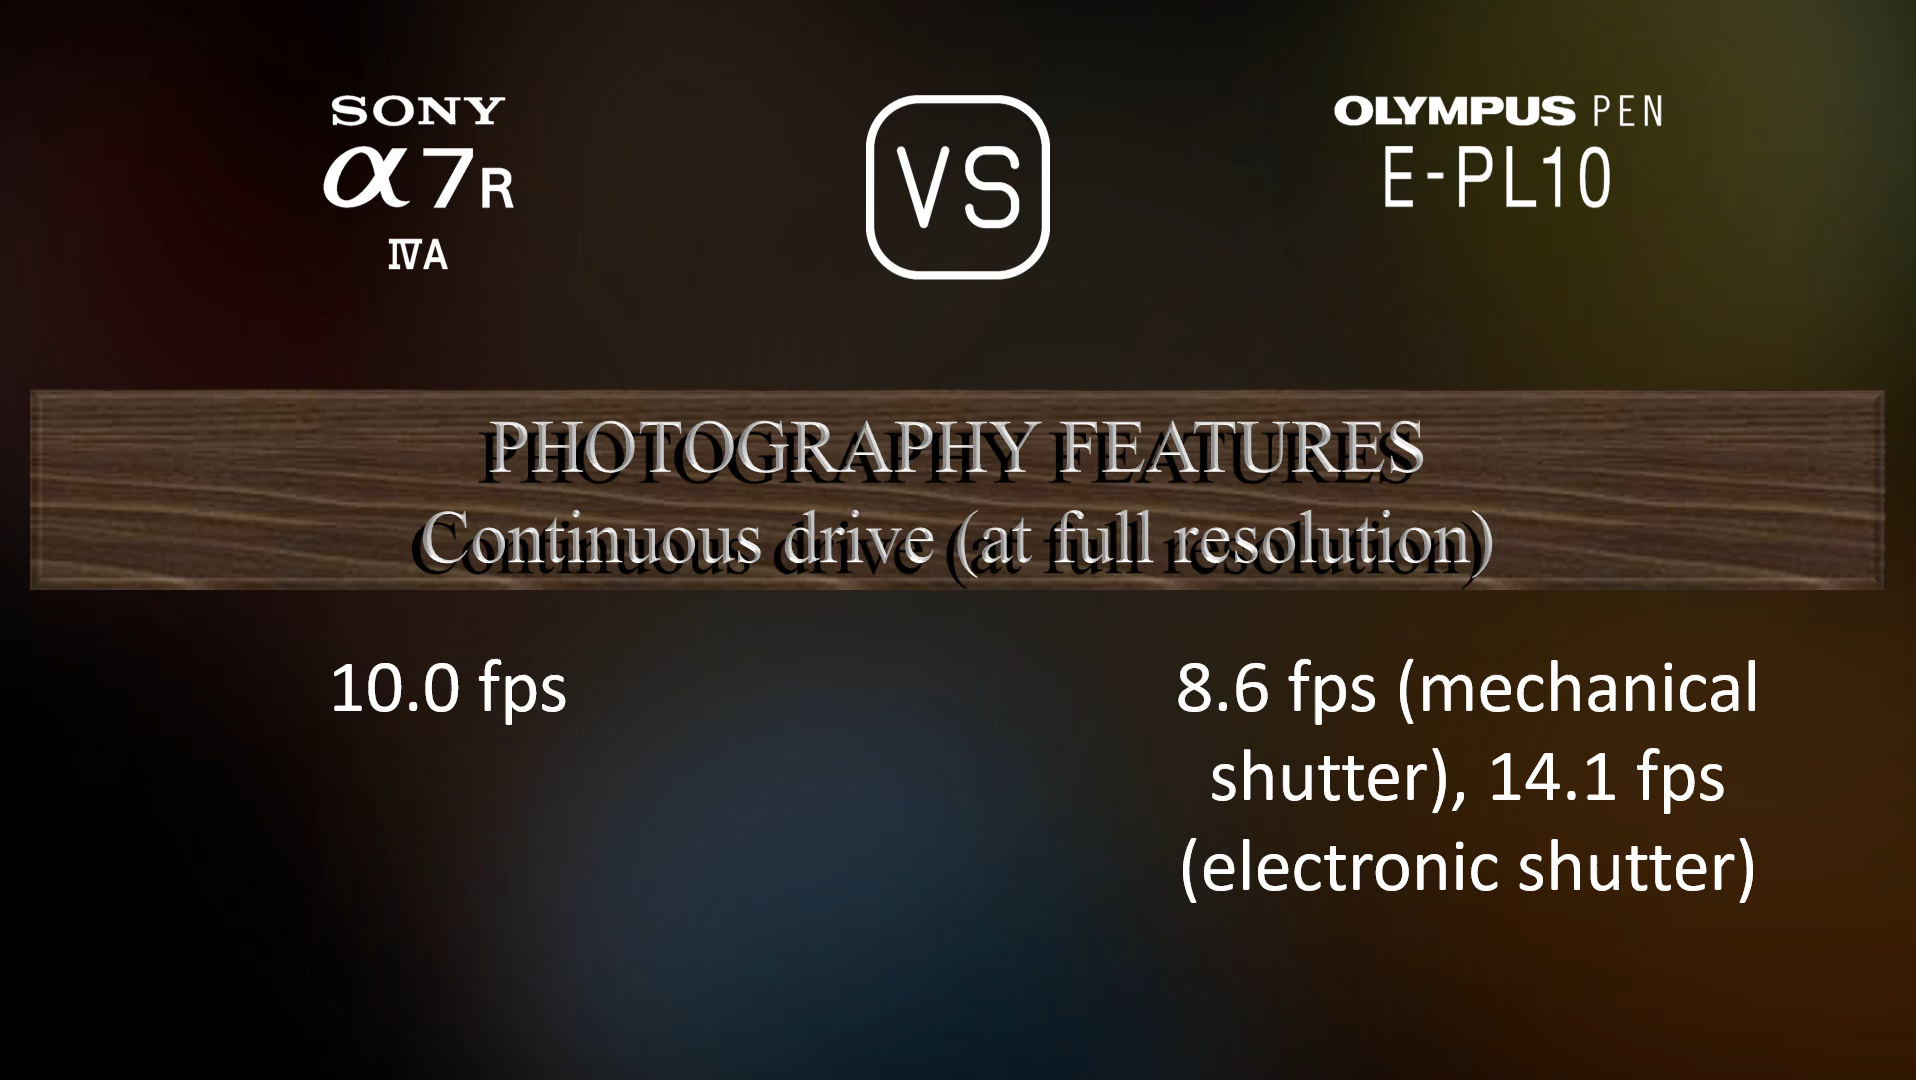 SONY
α7R
IVA
VS
OLYMPUS PEN
E-PL10
PHOTOGRAPHY FEATURES
Continuous drive (at full resolution)
10.0 fps
8.6 fps (mechanical
shutter), 14.1 fps
(electronic shutter)